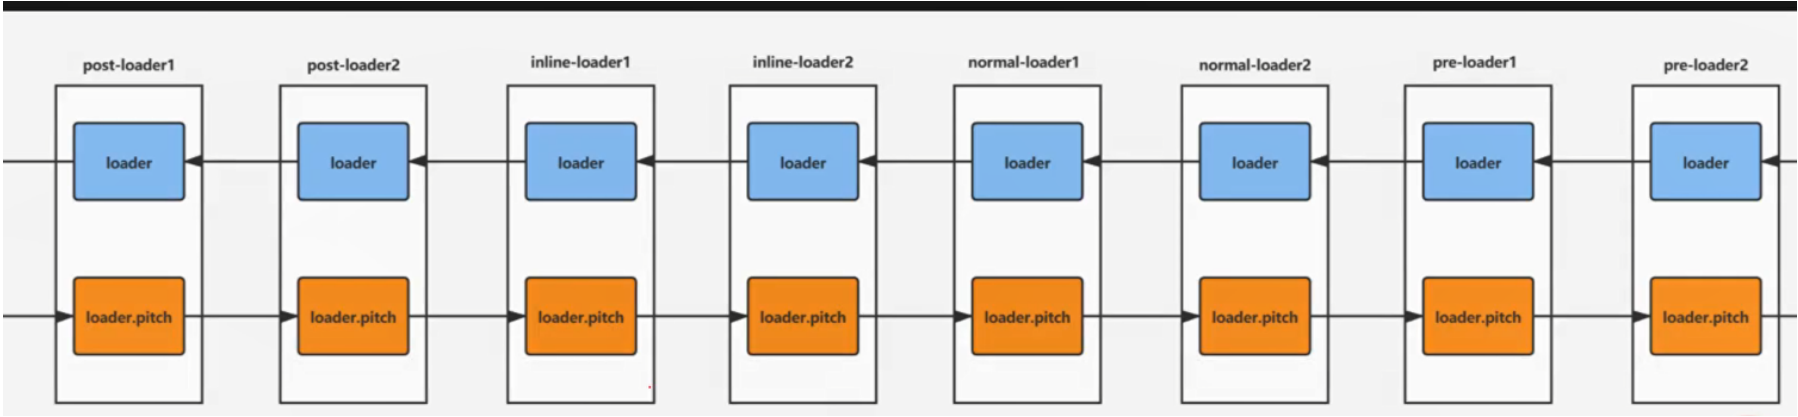 post-loader1
post-loader2
inline-loader1
inline-loader2
normal-loader1
normal-loader2
pre-loader1
pre-loader2
loader
loader
loader
loader
loader
loader
loader
loader
loader.pitch
loader.pitch
loader.pitch
loader.pitch
loader.pitch
loader.pitch
loader.pitch
loader.pitch